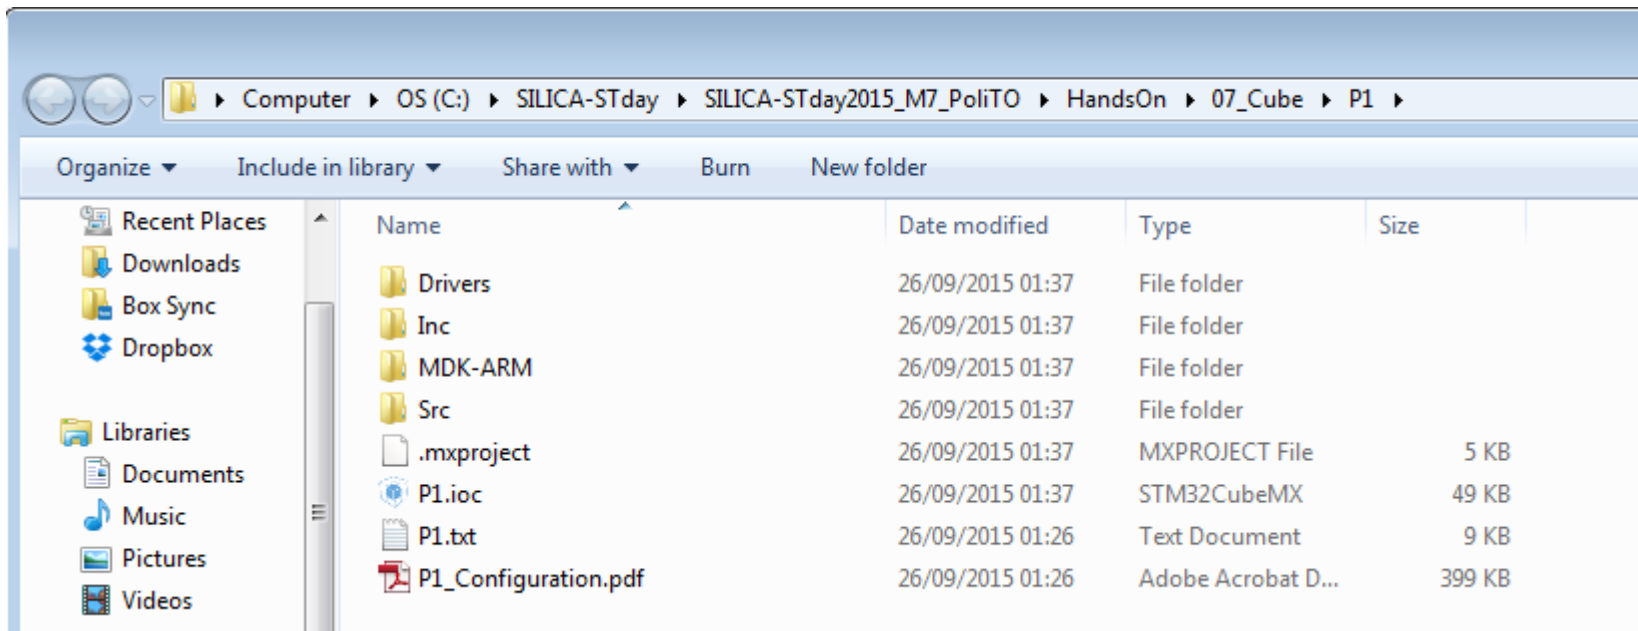 Computer OS (C:) SILICA-STday SILICA-STday2015_M7_PoliTO HandsOn 07_Cube P1
Organize Include in library Share with Burn New folder
Recent Places
Downloads
Box Sync
Dropbox
Libraries
Documents
Music
Pictures
Videos
Name Date modified Type Size
Drivers 26/09/2015 01:37 File folder
Inc 26/09/2015 01:37 File folder
MDK-ARM 26/09/2015 01:37 File folder
Src 26/09/2015 01:37 File folder
.mxproject 26/09/2015 01:37 MXPROJECT File 5 KB
P1.ioc 26/09/2015 01:37 STM32CubeMX 49 KB
P1.txt 26/09/2015 01:26 Text Document 9 KB
P1_Configuration.pdf 26/09/2015 01:26 Adobe Acrobat D... 399 KB